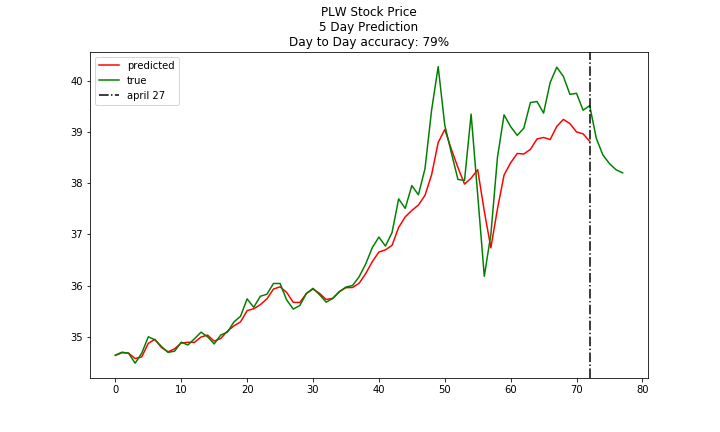 PLW Stock Price
5 Day Prediction
Day to Day accuracy: 79%
predicted
true
april 27
40
39
38
37
36
35
0 10 20 30 40 50 60 70 80